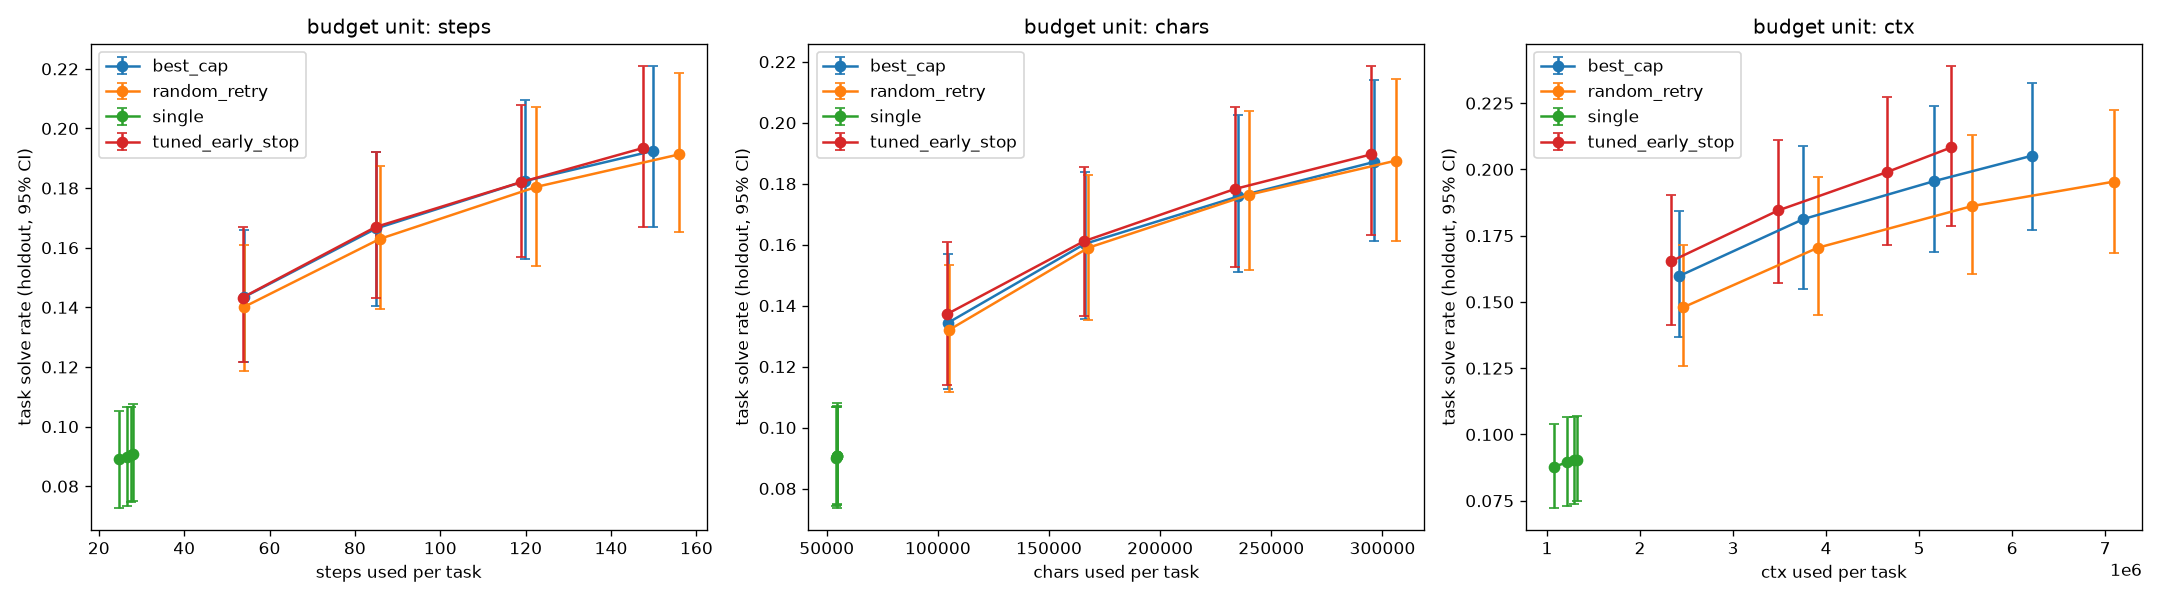 budget unit: steps
best_cap
random_retry
single
tuned_early_stop
task solve rate (holdout, 95% CI)
0.22
0.20
0.18
0.16
0.14
0.12
0.10
0.08
20 40 60 80 100 120 140 160
steps used per task
budget unit: chars
best_cap
random_retry
single
tuned_early_stop
task solve rate (holdout, 95% CI)
0.22
0.20
0.18
0.16
0.14
0.12
0.10
0.08
50000 100000 150000 200000 250000 300000
chars used per task
budget unit: ctx
best_cap
random_retry
single
tuned_early_stop
task solve rate (holdout, 95% CI)
0.225
0.200
0.175
0.150
0.125
0.100
0.075
1 2 3 4 5 6 7
1e6
ctx used per task